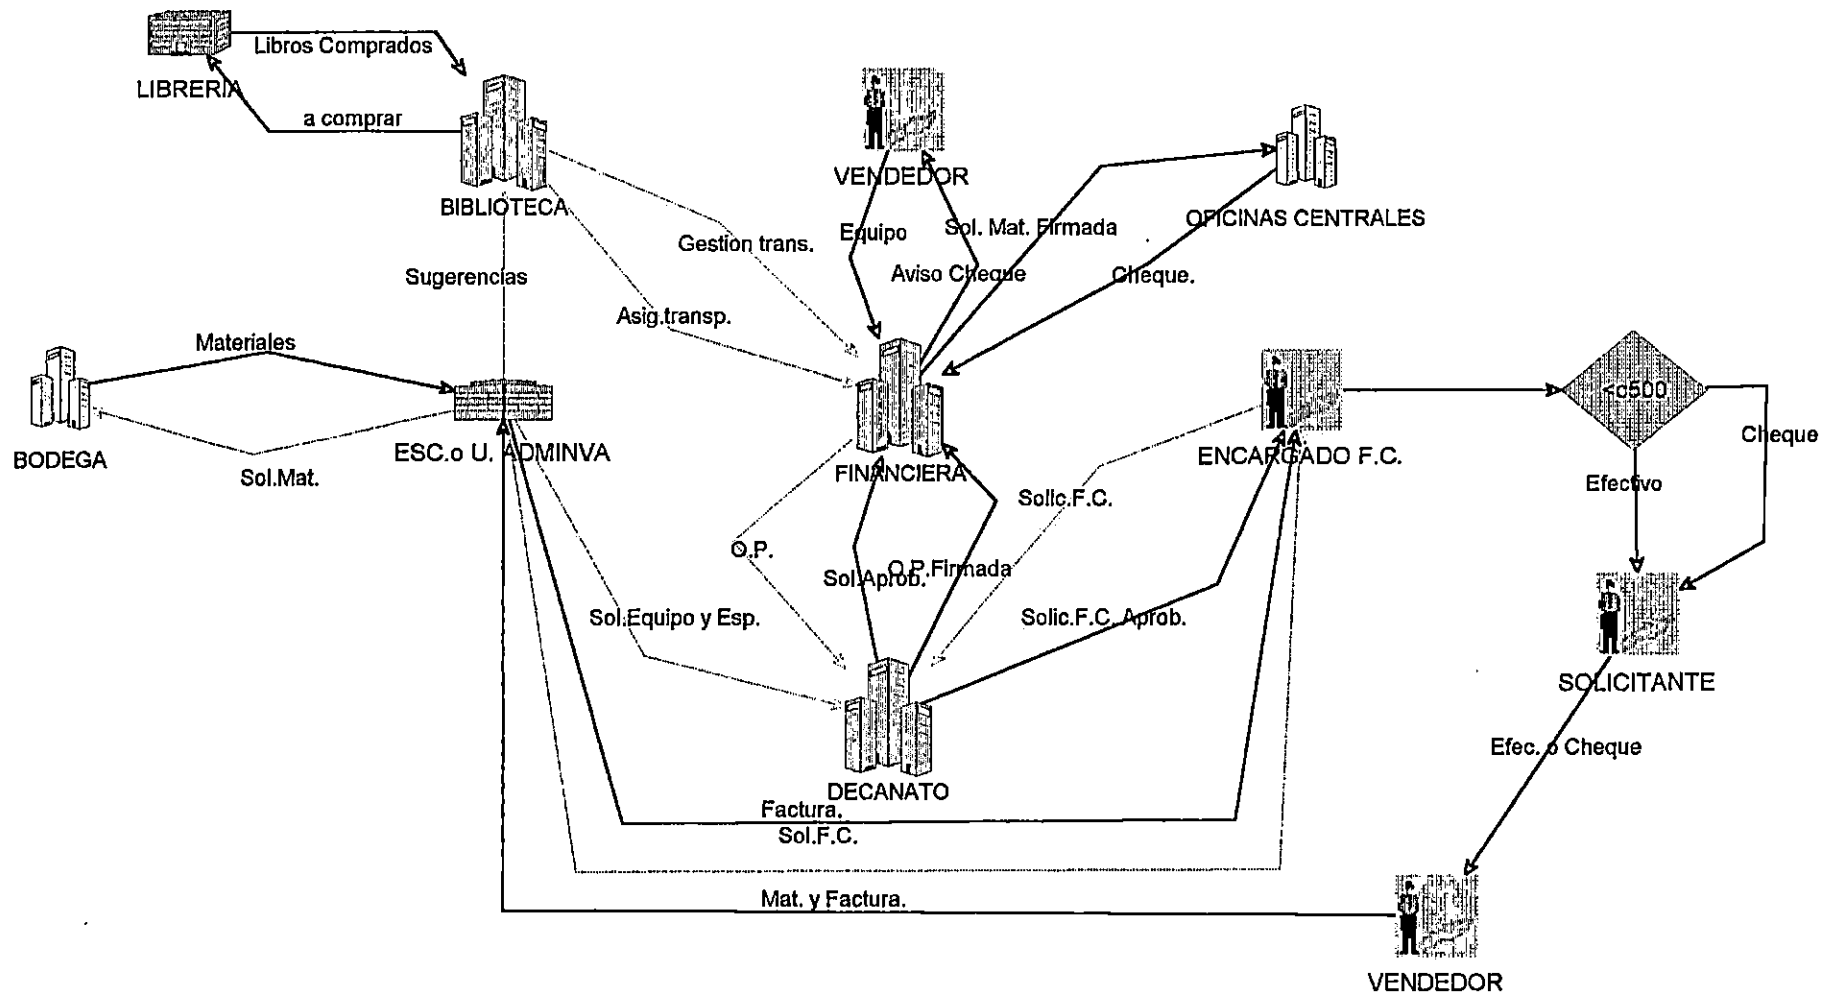 Libros Comprados
LIBRERIA
a comprar
BIBLIOTECA
VENDEDOR
OFICINAS CENTRALES
Gestion trans.
Equipo
Sol. Mat. Firmada
Sugerencias
Aviso Cheque
Cheque.
Asig.transp.
Materiales
<o500
BODEGA
ESC.o U. ADMINVA
FINANCIERA
ENCARGADO F.C.
Cheque
Sol.Mat.
Efectivo
Solic.F.C.
O.P.
Sol.Aprob.
O.P.Firmada
Sol.Equipo y Esp.
Solic.F.C. Aprob.
SOLICITANTE
Efec. o Cheque
DECANATO
Factura.
Sol.F.C.
Mat. y Factura.
VENDEDOR